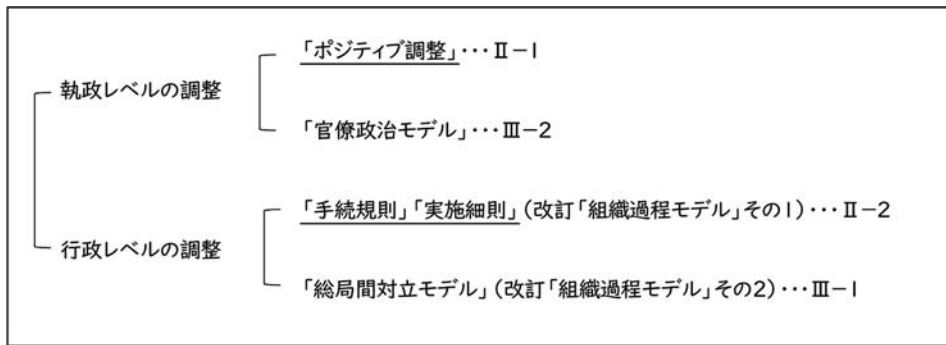 「ポジティブ調整」・・・Ⅱ－1
執政レベルの調整
「官僚政治モデル」・・・Ⅲ－2
「手続規則」「実施細則」(改訂「組織過程モデル」その1)・・・Ⅱ－2
行政レベルの調整
「総局間対立モデル」(改訂「組織過程モデル」その2)・・・Ⅲ－1